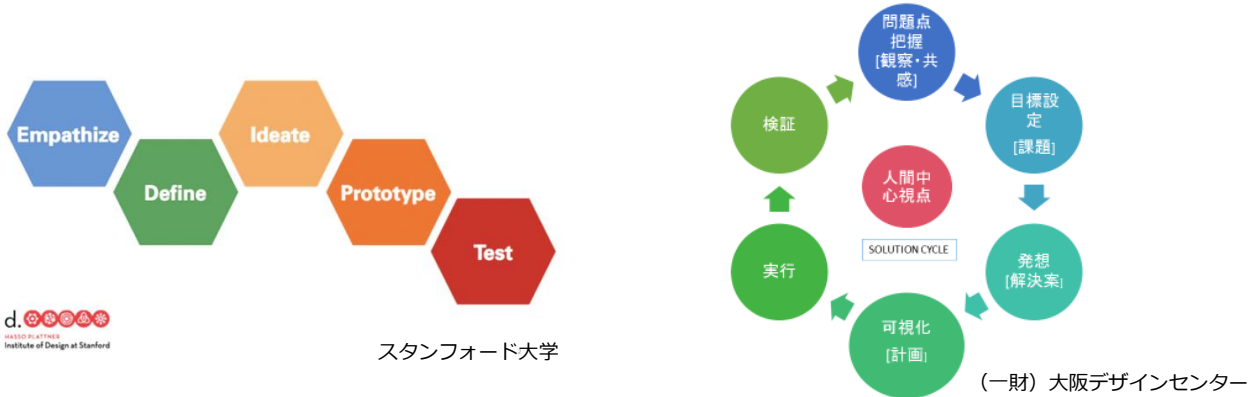 Empathize
Define
Ideate
Prototype
Test
d.
HASSO PLATTNER
Institute of Design at Stanford
スタンフォード大学
問題点
把握
[観察・共
感]
目標設
定
[課題]
発想
[解決案]
可視化
[計画]
実行
検証
人間中
心視点
SOLUTION CYCLE
（一財）大阪デザインセンター